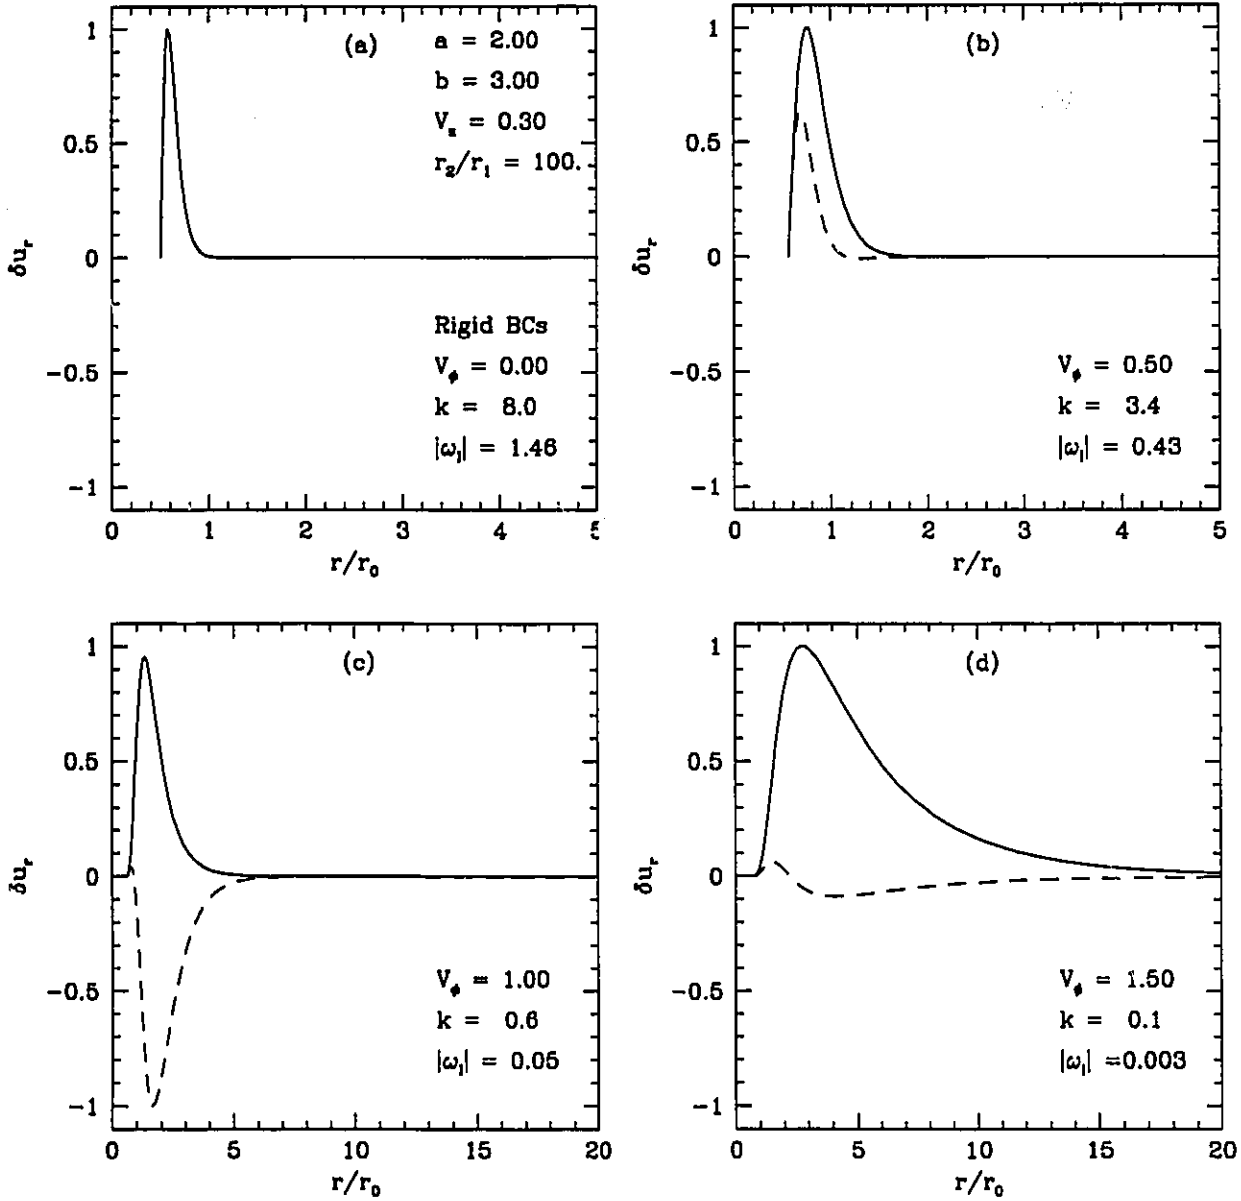 (a)
a = 2.00
b = 3.00
V_z = 0.30
r_2/r_1 = 100.
Rigid BCs
V_ϕ = 0.00
k = 8.0
|ω_i| = 1.46
1
0.5
0
-0.5
-1
δu_r
0 1 2 3 4 5
r/r_0
(b)
V_ϕ = 0.50
k = 3.4
|ω_i| = 0.43
1
0.5
0
-0.5
-1
δu_r
0 1 2 3 4 5
r/r_0
(c)
V_ϕ = 1.00
k = 0.6
|ω_i| = 0.05
1
0.5
0
-0.5
-1
δu_r
0 5 10 15 20
r/r_0
(d)
V_ϕ = 1.50
k = 0.1
|ω_i| =0.003
1
0.5
0
-0.5
-1
δu_r
0 5 10 15 20
r/r_0